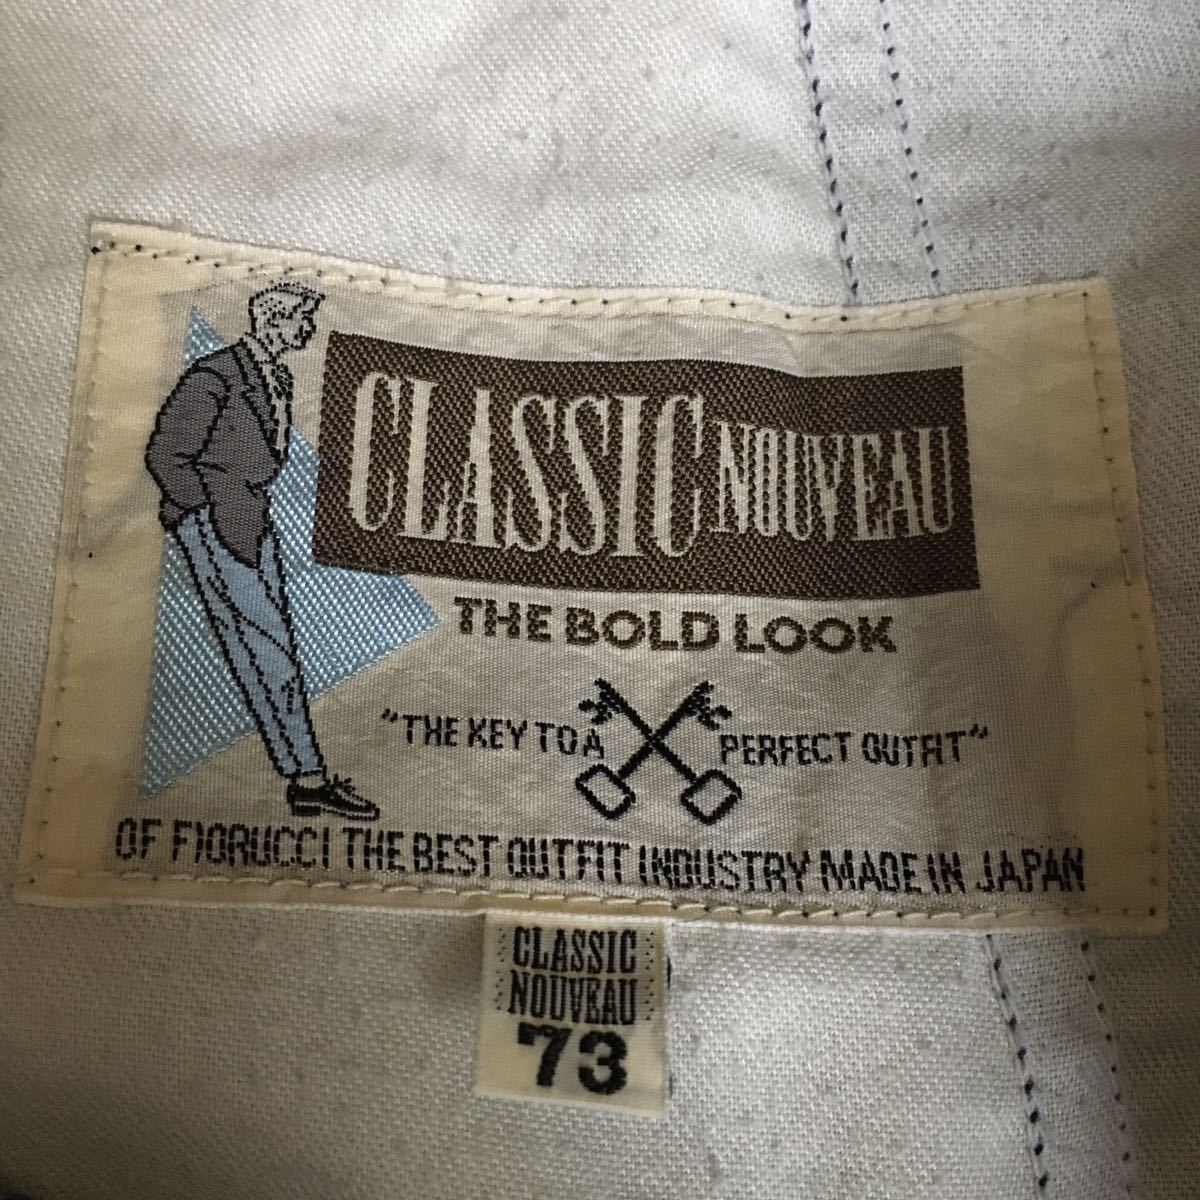 CLASSIC NOUVEAU
THE BOLD LOOK
"THE KEY TO A PERFECT OUTFIT"
OF FIORUCCI THE BEST OUTFIT INDUSTRY MADE IN JAPAN
CLASSIC
NOUVEAU
73